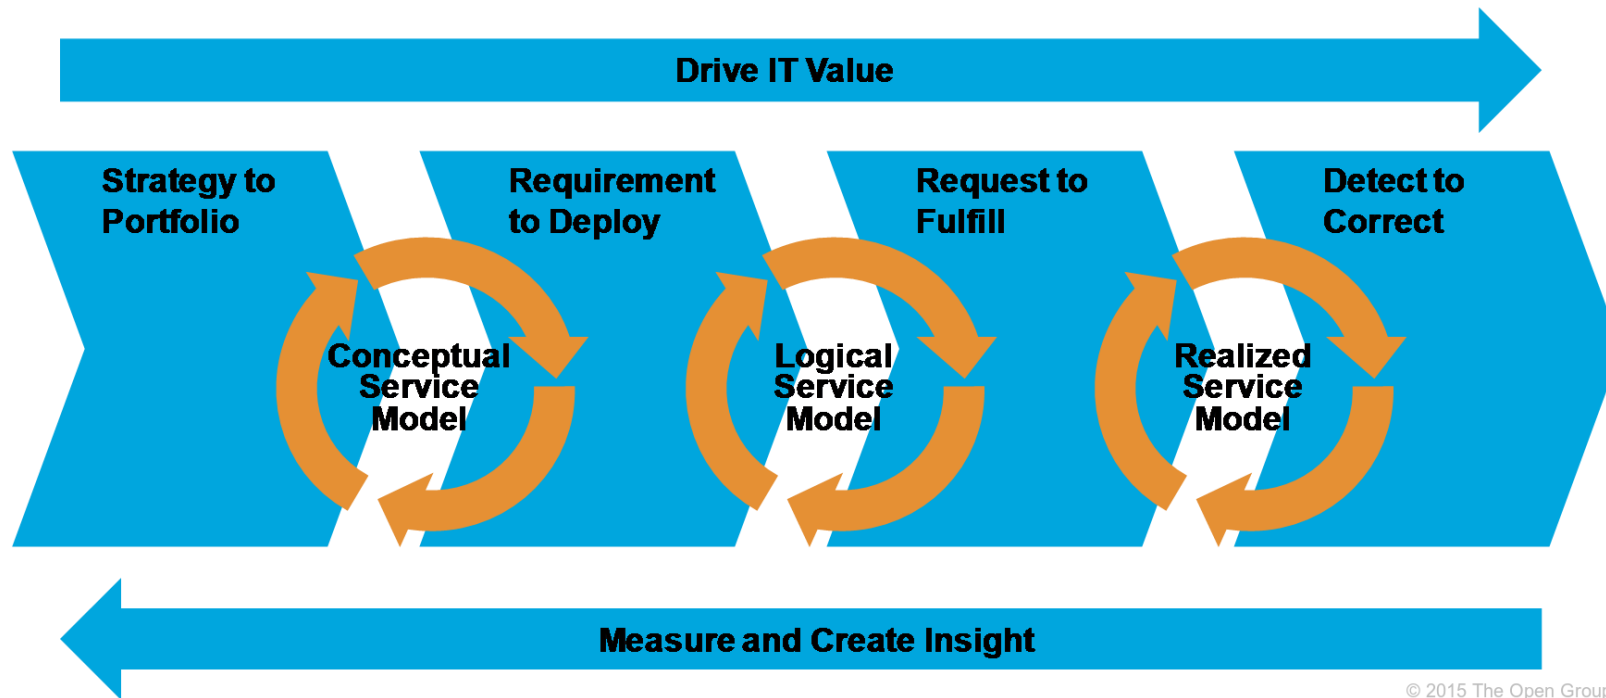 Drive IT Value
Strategy to
Portfolio
Requirement
to Deploy
Request to
Fulfill
Detect to
Correct
Conceptual
Service
Model
Logical
Service
Model
Realized
Service
Model
Measure and Create Insight
© 2015 The Open Group